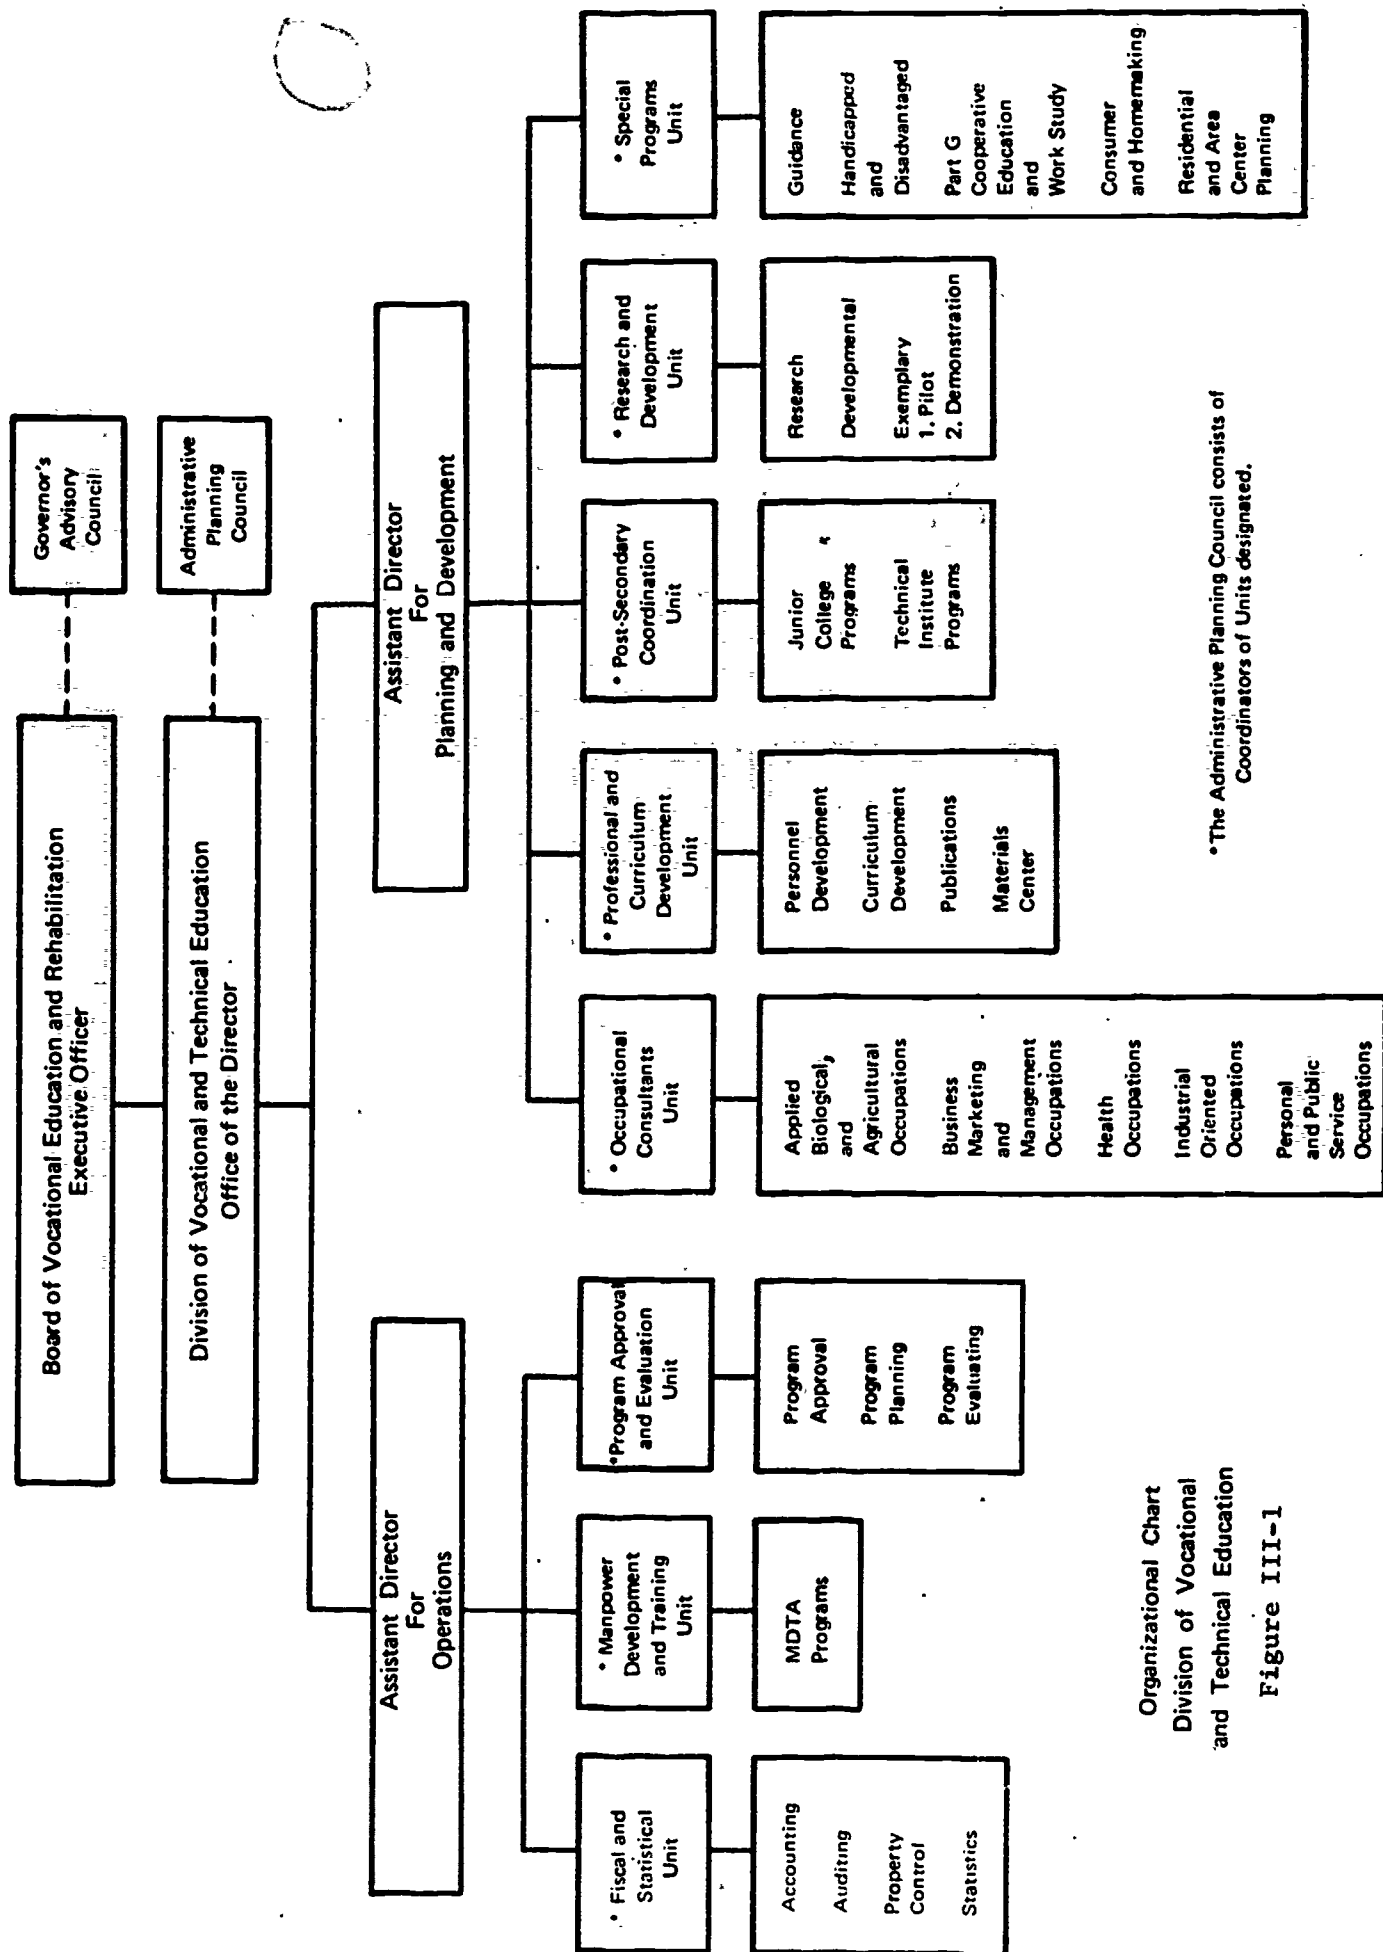 Board of Vocational Education and Rehabilitation
Executive Officer
Governor's
Advisory
Council
Division of Vocational and Technical Education
Office of the Director
Administrative
Planning
Council
Assistant Director
For
Operations
Assistant Director
For
Planning and Development
* Fiscal and
Statistical
Unit
* Manpower
Development
and Training
Unit
*Program Approval
and Evaluation
Unit
* Occupational
Consultants
Unit
* Professional and
Curriculum
Development
Unit
* Post-Secondary
Coordination
Unit
* Research and
Development
Unit
* Special
Programs
Unit
Accounting
Auditing
Property
Control
Statistics
MDTA
Programs
Program
Approval
Program
Planning
Program
Evaluating
Applied
Biological,
and
Agricultural
Occupations
Business
Marketing
and
Management
Occupations
Health
Occupations
Industrial
Oriented
Occupations
Personal
and Public
Service
Occupations
Personnel
Development
Curriculum
Development
Publications
Materials
Center
Junior
College
Programs
Technical
Institute
Programs
Research
Developmental
Exemplary
1. Pilot
2. Demonstration
Guidance
Handicapped
and
Disadvantaged
Part G
Cooperative
Education
and
Work Study
Consumer
and Homemaking
Residential
and Area
Center
Planning
*The Administrative Planning Council consists of
Coordinators of Units designated.
Organizational Chart
Division of Vocational
and Technical Education
Figure III-1